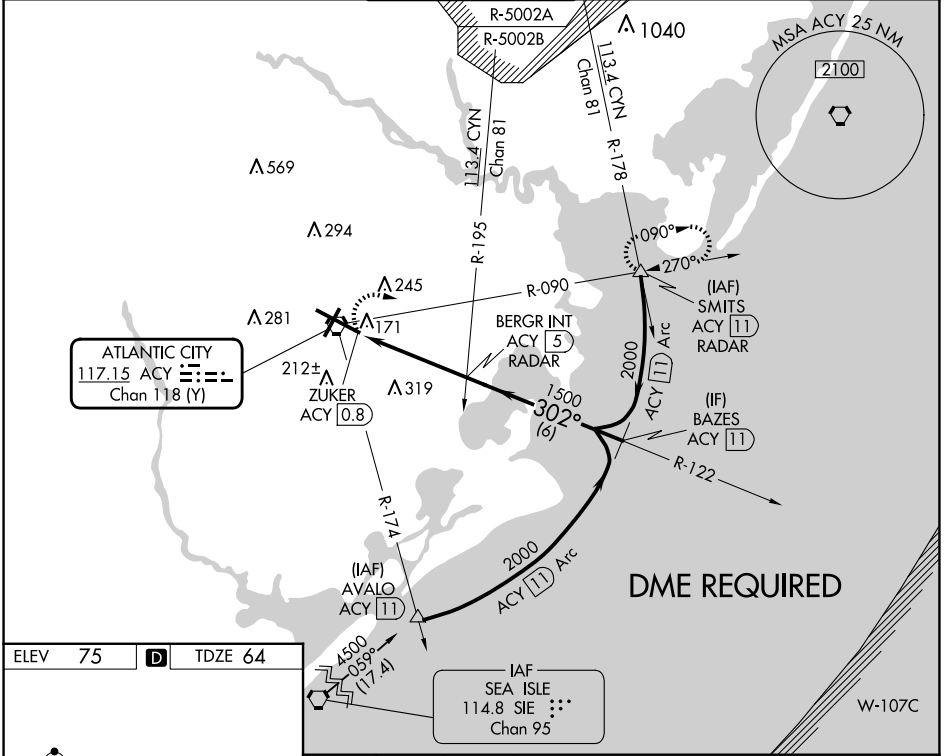 R-5002A
R-5002B
1040
MSA ACY 25 NM
2100
113.4 CYN
Chan 81
R-178
113.4 CYN
Chan 81
R-195
569
294
245
281
171
212±
319
090°
270°
R-090
(IAF)
SMITS
ACY 11
RADAR
BERGR INT
ACY 5
RADAR
ATLANTIC CITY
117.15 ACY
Chan 118 (Y)
ZUKER
ACY 0.8
2000
ACY 11 Arc
1500
302°
(6)
(IF)
BAZES
ACY 11
R-122
R-174
(IAF)
AVALO
ACY 11
2000
ACY 11 Arc
DME REQUIRED
4500
059°
(17.4)
IAF
SEA ISLE
114.8 SIE
Chan 95
W-107C
ELEV 75 D TDZE 64